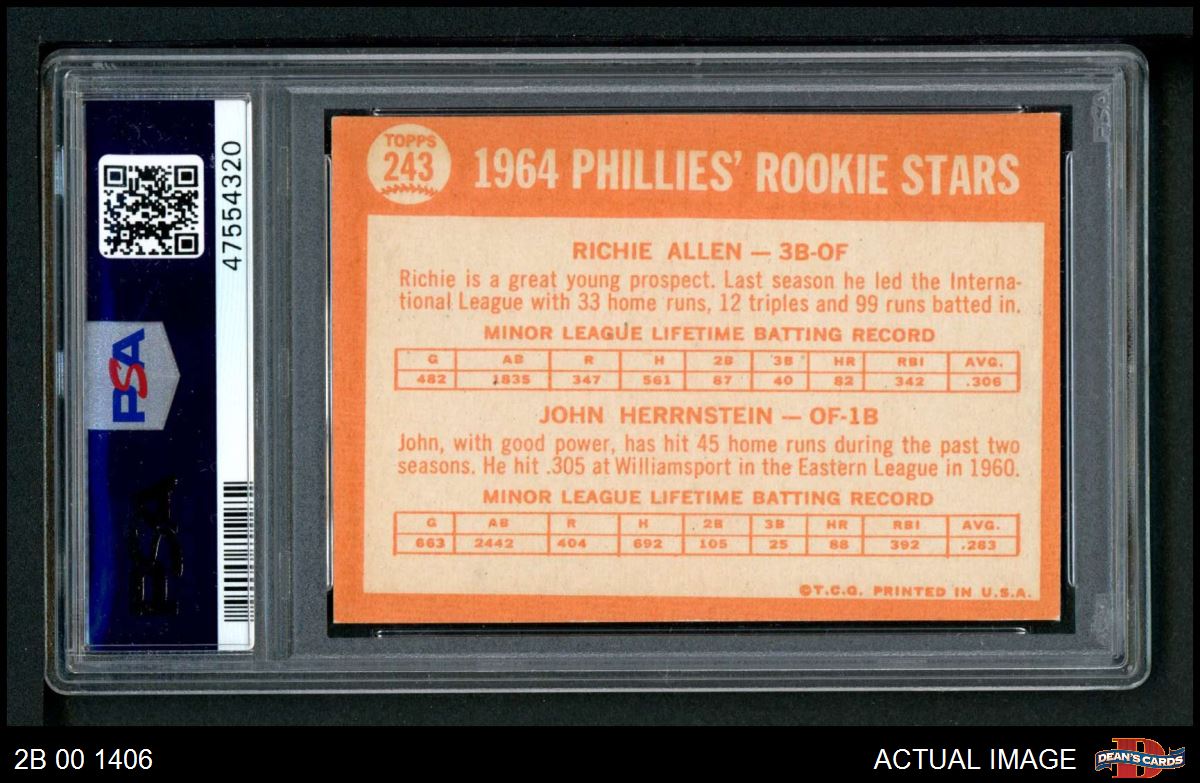 TOPPS
243
1964 PHILLIES' ROOKIE STARS
RICHIE ALLEN — 3B-OF
Richie is a great young prospect. Last season he led the Interna-
tional League with 33 home runs, 12 triples and 99 runs batted in.
MINOR LEAGUE LIFETIME BATTING RECORD
G AB R H 2B 3B HR RBI AVG.
482 1835 347 561 87 40 82 342 .306
JOHN HERRNSTEIN — OF-1B
John, with good power, has hit 45 home runs during the past two
seasons. He hit .305 at Williamsport in the Eastern League in 1960.
MINOR LEAGUE LIFETIME BATTING RECORD
G AB R H 2B 3B HR RBI AVG.
663 2442 404 692 105 25 88 392 .283
©T.C.G. PRINTED IN U.S.A.
47554320
PSA
PSA
PSA
2B 00 1406
ACTUAL IMAGE
D
DEAN'S CARDS